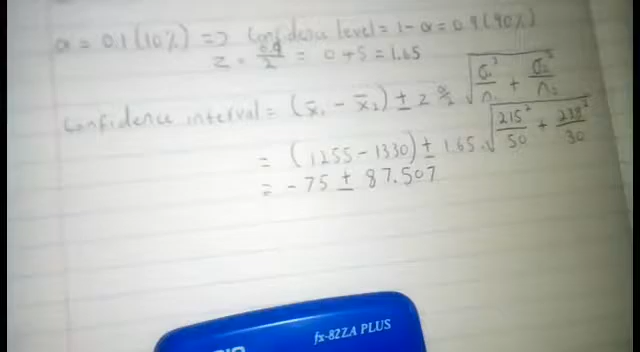 α = 0.1 (10%) => Confidence level = 1 - α = 0.9 (90%)
z = 0.9/2 = 0.45 = 1.65
Confidence interval = (x̄₁ - x̄₂) ± z α/2 √(σ₁²/n₁ + σ₂²/n₂)
= (1255 - 1330) ± 1.65 . √(215²/50 + 238²/30)
= -75 ± 87.507
fx-82ZA PLUS